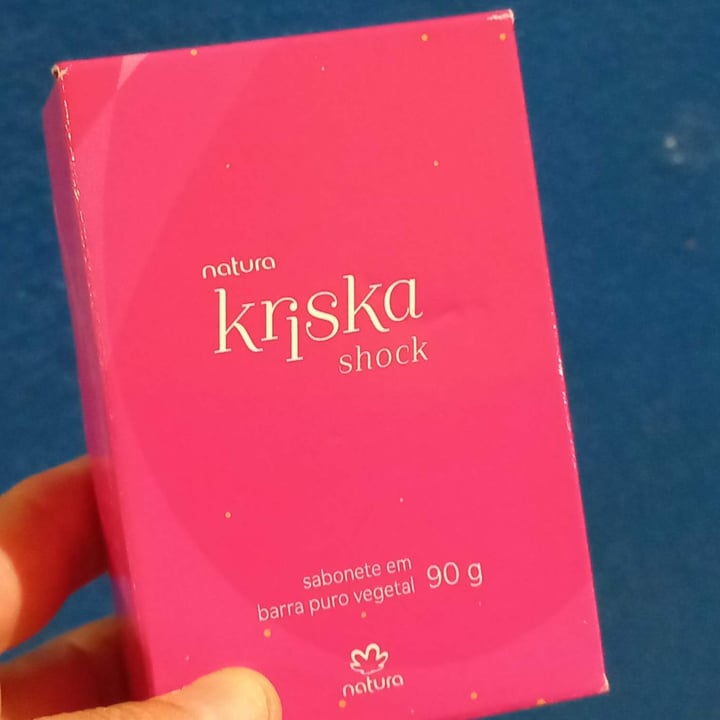 natura
kriska
shock
sabonete em
barra puro vegetal 90 g
natura